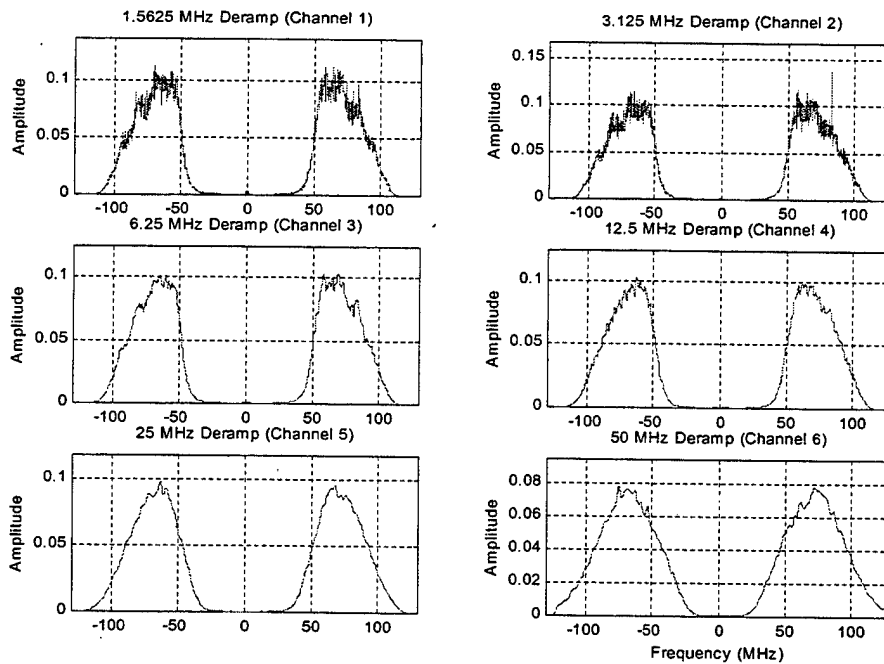 1.5625 MHz Deramp (Channel 1)
Amplitude
0.1
0.05
0
-100 -50 0 50 100
3.125 MHz Deramp (Channel 2)
Amplitude
0.15
0.1
0.05
0
-100 -50 0 50 100
6.25 MHz Deramp (Channel 3)
Amplitude
0.1
0.05
0
-100 -50 0 50 100
12.5 MHz Deramp (Channel 4)
Amplitude
0.1
0.05
0
-100 -50 0 50 100
25 MHz Deramp (Channel 5)
Amplitude
0.1
0.05
0
-100 -50 0 50 100
50 MHz Deramp (Channel 6)
Amplitude
0.08
0.06
0.04
0.02
0
-100 -50 0 50 100
Frequency (MHz)